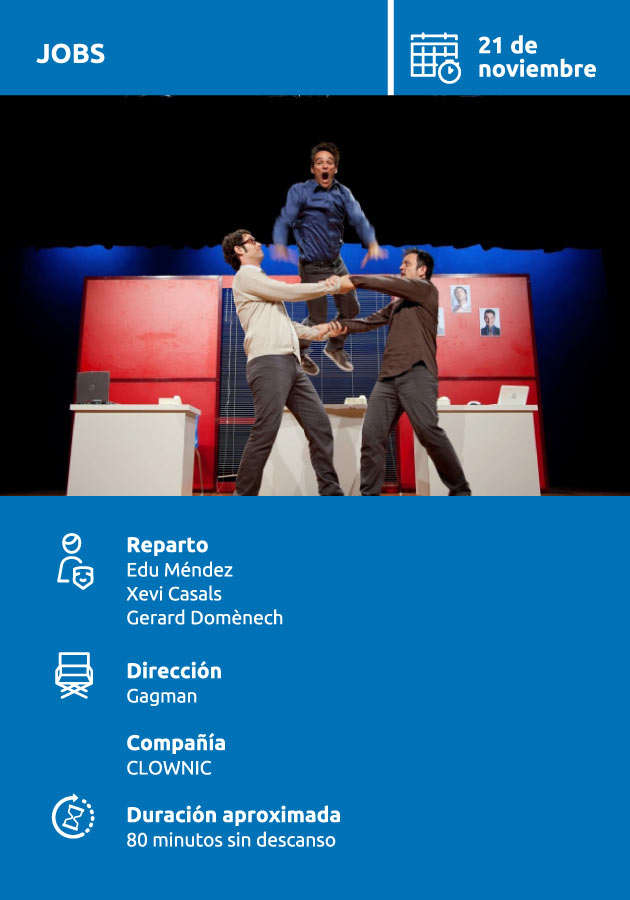 JOBS
21 de
noviembre
Reparto
Edu Méndez
Xevi Casals
Gerard Domènech
Dirección
Gagman
Compañía
CLOWNIC
Duración aproximada
80 minutos sin descanso